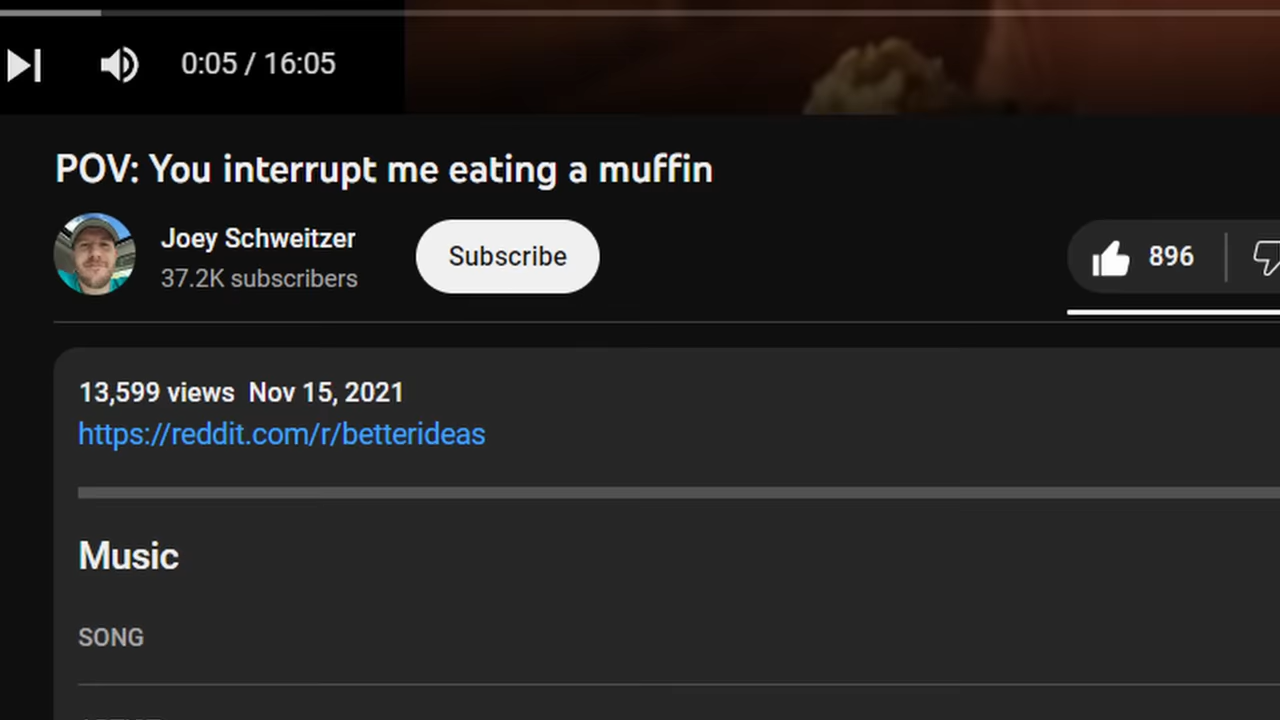 0:05 / 16:05
POV: You interrupt me eating a muffin
Joey Schweitzer
37.2K subscribers
Subscribe
896
13,599 views Nov 15, 2021
https://reddit.com/r/betterideas
Music
SONG